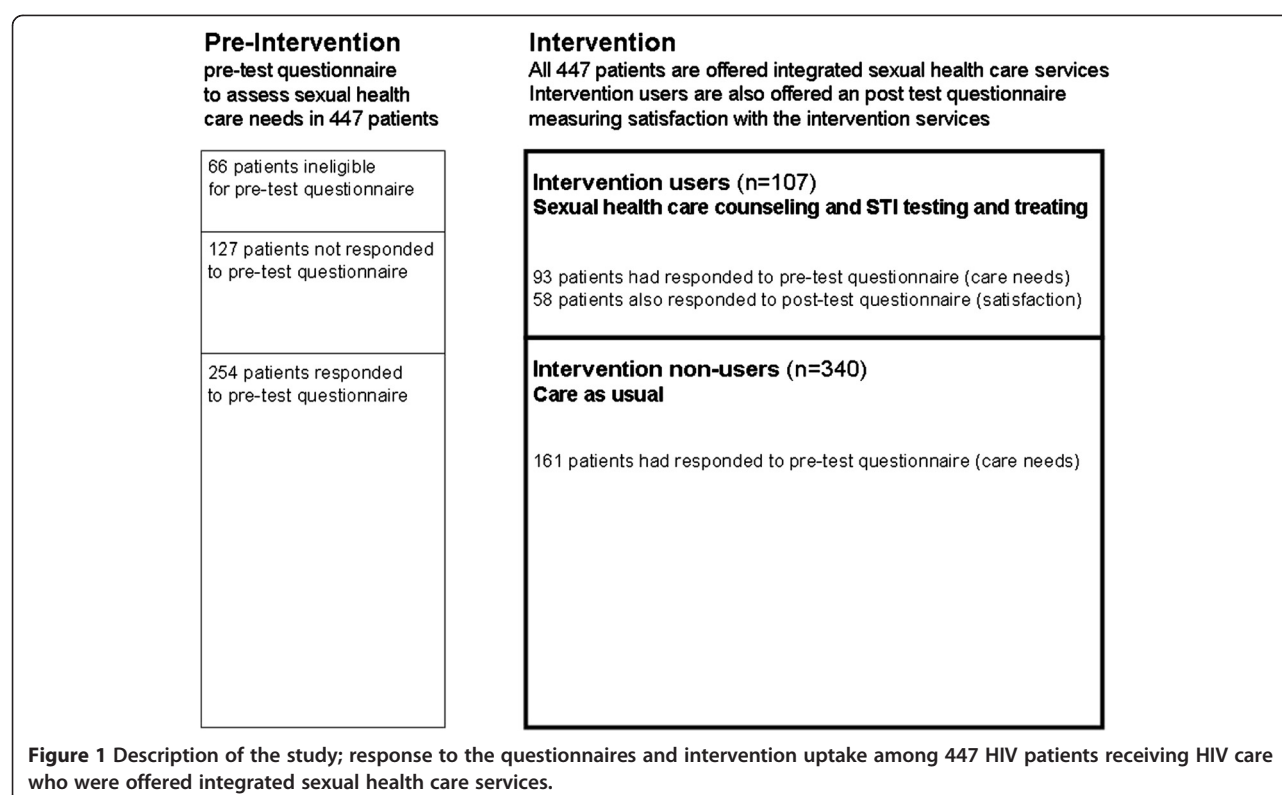 Pre-Intervention
pre-test questionnaire
to assess sexual health
care needs in 447 patients
66 patients ineligible
for pre-test questionnaire
127 patients not responded
to pre-test questionnaire
254 patients responded
to pre-test questionnaire
Intervention
All 447 patients are offered integrated sexual health care services
Intervention users are also offered an post test questionnaire
measuring satisfaction with the intervention services
Intervention users (n=107)
Sexual health care counseling and STI testing and treating
93 patients had responded to pre-test questionnaire (care needs)
58 patients also responded to post-test questionnaire (satisfaction)
Intervention non-users (n=340)
Care as usual
161 patients had responded to pre-test questionnaire (care needs)
Figure 1 Description of the study; response to the questionnaires and intervention uptake among 447 HIV patients receiving HIV care
who were offered integrated sexual health care services.